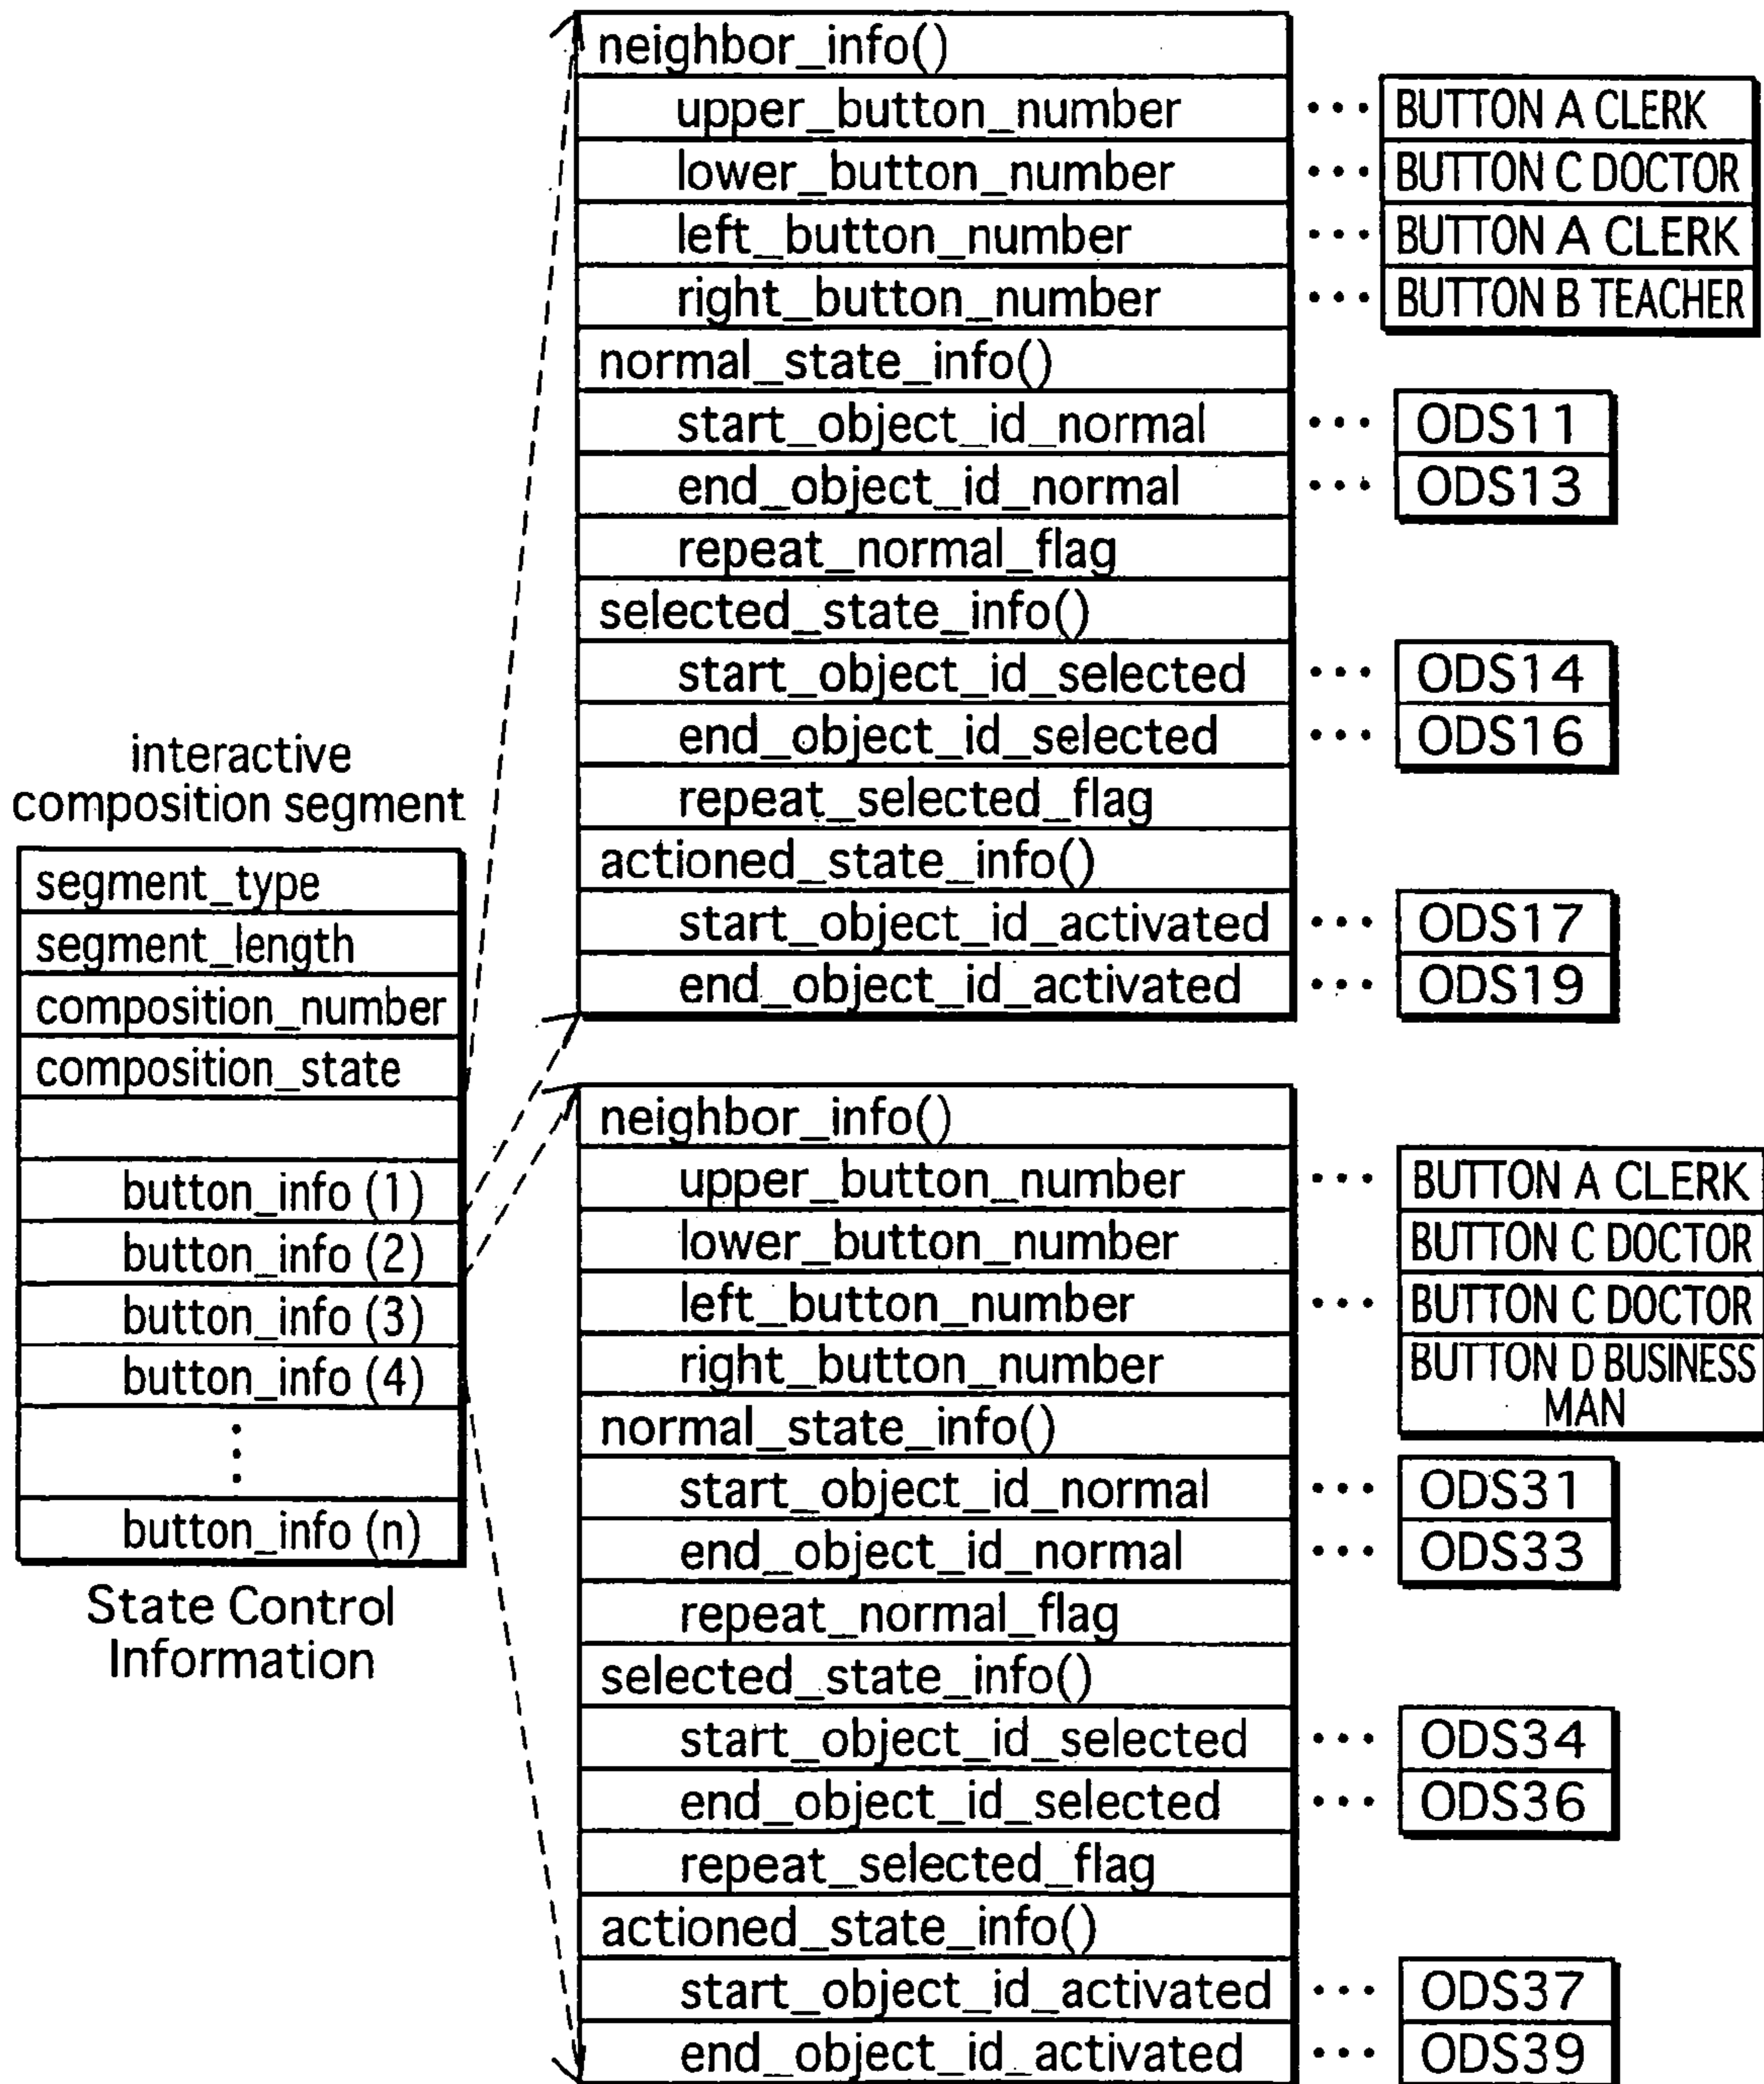 interactive
composition segment
segment_type
segment_length
composition_number
composition_state
button_info (1)
button_info (2)
button_info (3)
button_info (4)
button_info (n)
State Control
Information
neighbor_info()
upper_button_number ••• BUTTON A CLERK
lower_button_number ••• BUTTON C DOCTOR
left_button_number ••• BUTTON A CLERK
right_button_number ••• BUTTON B TEACHER
normal_state_info()
start_object_id_normal ••• ODS11
end_object_id_normal ••• ODS13
repeat_normal_flag
selected_state_info()
start_object_id_selected ••• ODS14
end_object_id_selected ••• ODS16
repeat_selected_flag
actioned_state_info()
start_object_id_activated ••• ODS17
end_object_id_activated ••• ODS19
neighbor_info()
upper_button_number ••• BUTTON A CLERK
lower_button_number BUTTON C DOCTOR
left_button_number ••• BUTTON C DOCTOR
right_button_number BUTTON D BUSINESS
MAN
normal_state_info()
start_object_id_normal ••• ODS31
end_object_id_normal ••• ODS33
repeat_normal_flag
selected_state_info()
start_object_id_selected ••• ODS34
end_object_id_selected ••• ODS36
repeat_selected_flag
actioned_state_info()
start_object_id_activated ••• ODS37
end_object_id_activated ••• ODS39